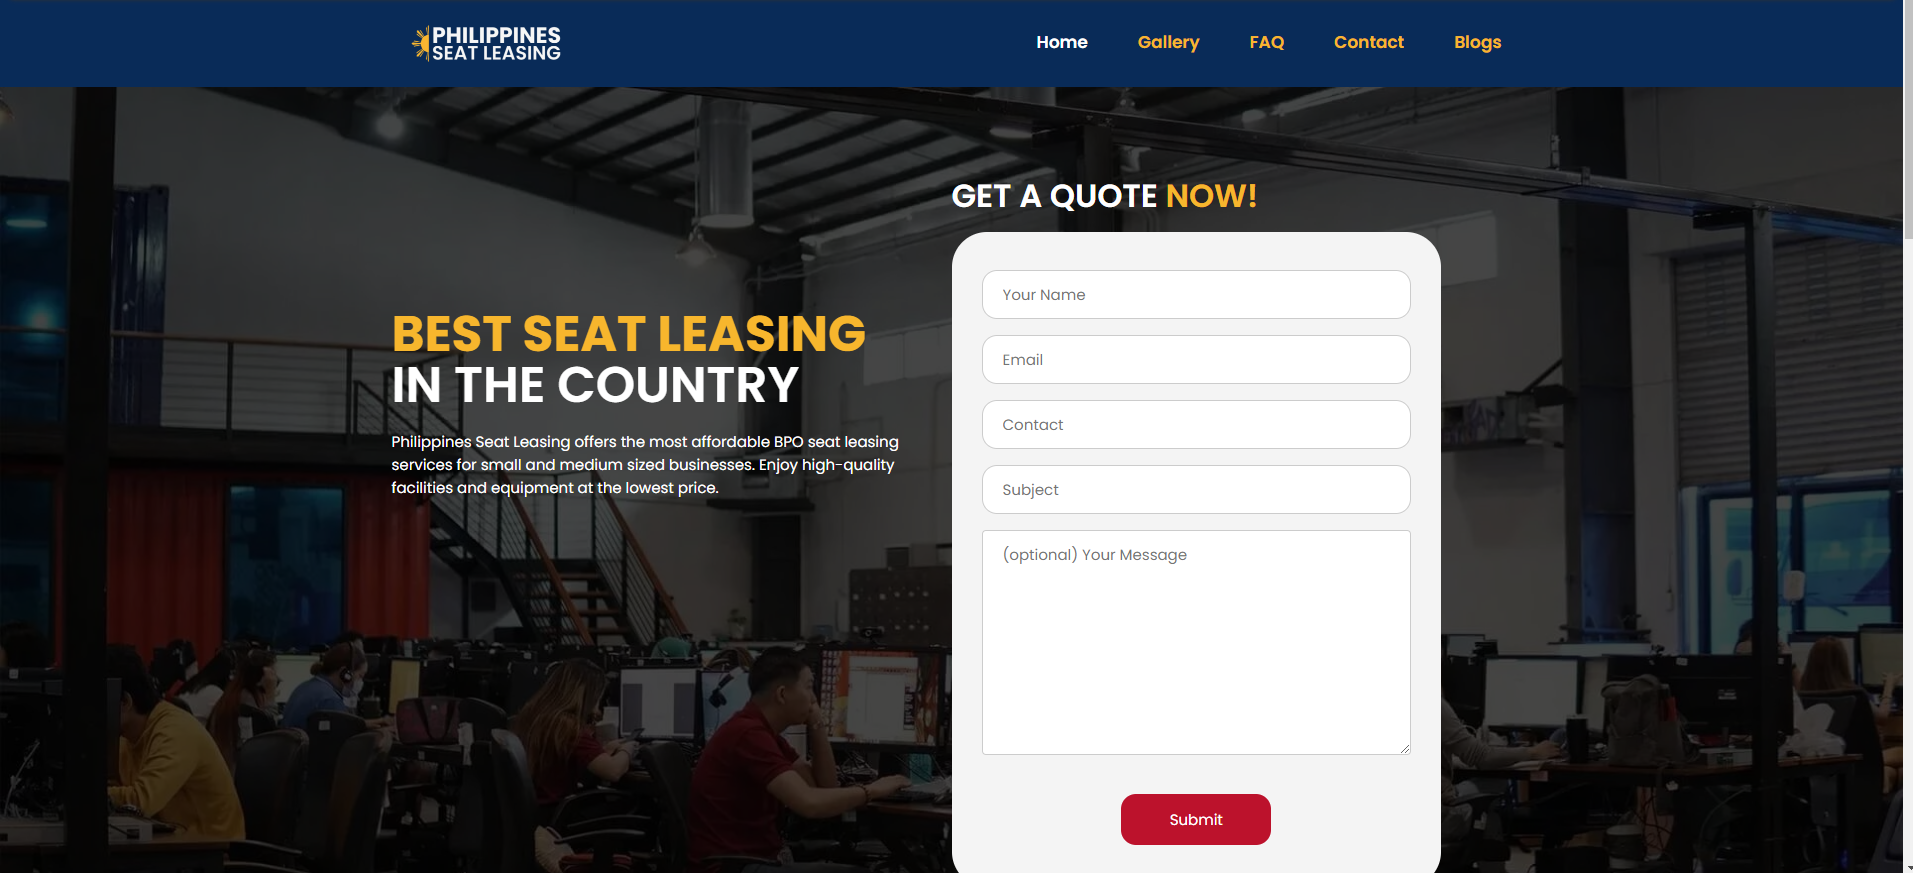 PHILIPPINES
SEAT LEASING
Home Gallery FAQ Contact Blogs
BEST SEAT LEASING
IN THE COUNTRY
Philippines Seat Leasing offers the most affordable BPO seat leasing
services for small and medium sized businesses. Enjoy high-quality
facilities and equipment at the lowest price.
GET A QUOTE NOW!
Your Name
Email
Contact
Subject
(optional) Your Message
Submit